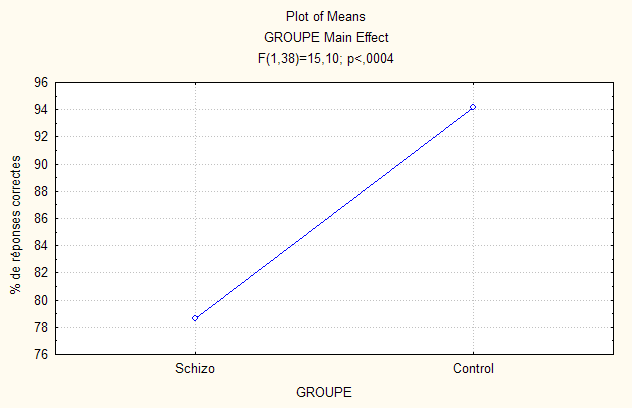 Plot of Means
GROUPE Main Effect
F(1,38)=15,10; p<,0004
% de réponses correctes
96
94
92
90
88
86
84
82
80
78
76
Schizo Control
GROUPE